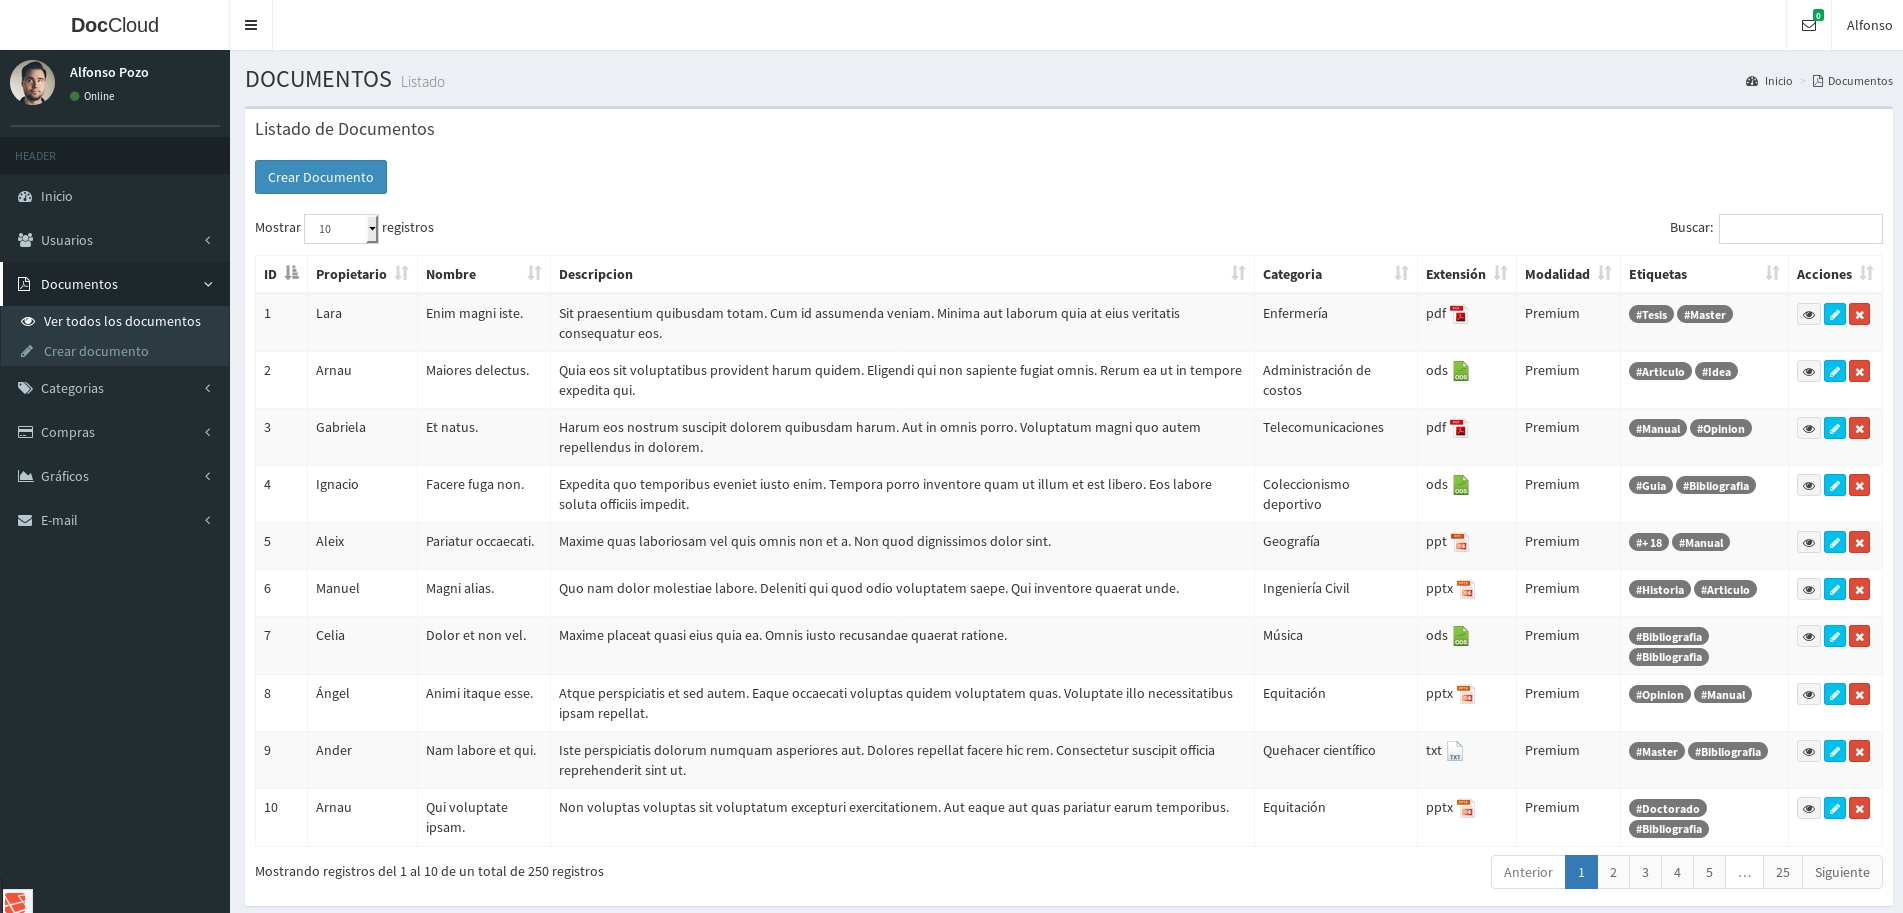 DocCloud
0
Alfonso
Alfonso Pozo
Online
HEADER
Inicio
Usuarios
Documentos
Ver todos los documentos
Crear documento
Categorias
Compras
Gráficos
E-mail
DOCUMENTOS Listado
Inicio > Documentos
Listado de Documentos
Crear Documento
Mostrar 10 registros
Buscar:
ID Propietario Nombre Descripcion Categoria Extensión Modalidad Etiquetas Acciones
1 Lara Enim magni iste. Sit praesentium quibusdam totam. Cum id assumenda veniam. Minima aut laborum quia at eius veritatis Enfermería pdf Premium #Tesis #Master
consequatur eos.
2 Arnau Maiores delectus. Quia eos sit voluptatibus provident harum quidem. Eligendi qui non sapiente fugiat omnis. Rerum ea ut in tempore Administración de ods ODS Premium #Articulo #Idea
expedita qui. costos
3 Gabriela Et natus. Harum eos nostrum suscipit dolorem quibusdam harum. Aut in omnis porro. Voluptatum magni quo autem Telecomunicaciones pdf Premium #Manual #Opinion
repellendus in dolorem.
4 Ignacio Facere fuga non. Expedita quo temporibus eveniet iusto enim. Tempora porro inventore quam ut illum et est libero. Eos labore Coleccionismo ods ODS Premium #Guia #Bibliografia
soluta officiis impedit. deportivo
5 Aleix Pariatur occaecati. Maxime quas laboriosam vel quis omnis non et a. Non quod dignissimos dolor sint. Geografía ppt Premium #+18 #Manual
6 Manuel Magni alias. Quo nam dolor molestiae labore. Deleniti qui quod odio voluptatem saepe. Qui inventore quaerat unde. Ingeniería Civil pptx Premium #Historia #Articulo
7 Celia Dolor et non vel. Maxime placeat quasi eius quia ea. Omnis iusto recusandae quaerat ratione. Música ods ODS Premium #Bibliografia
#Bibliografia
8 Ángel Animi itaque esse. Atque perspiciatis et sed autem. Eaque occaecati voluptas quidem voluptatem quas. Voluptate illo necessitatibus Equitación pptx Premium #Opinion #Manual
ipsam repellat.
9 Ander Nam labore et qui. Iste perspiciatis dolorum numquam asperiores aut. Dolores repellat facere hic rem. Consectetur suscipit officia Quehacer científico txt TXT Premium #Master #Bibliografia
reprehenderit sint ut.
10 Arnau Qui voluptate Non voluptas voluptas sit voluptatum excepturi exercitationem. Aut eaque aut quas pariatur earum temporibus. Equitación pptx Premium #Doctorado
ipsam. #Bibliografia
Mostrando registros del 1 al 10 de un total de 250 registros
Anterior 1 2 3 4 5 … 25 Siguiente